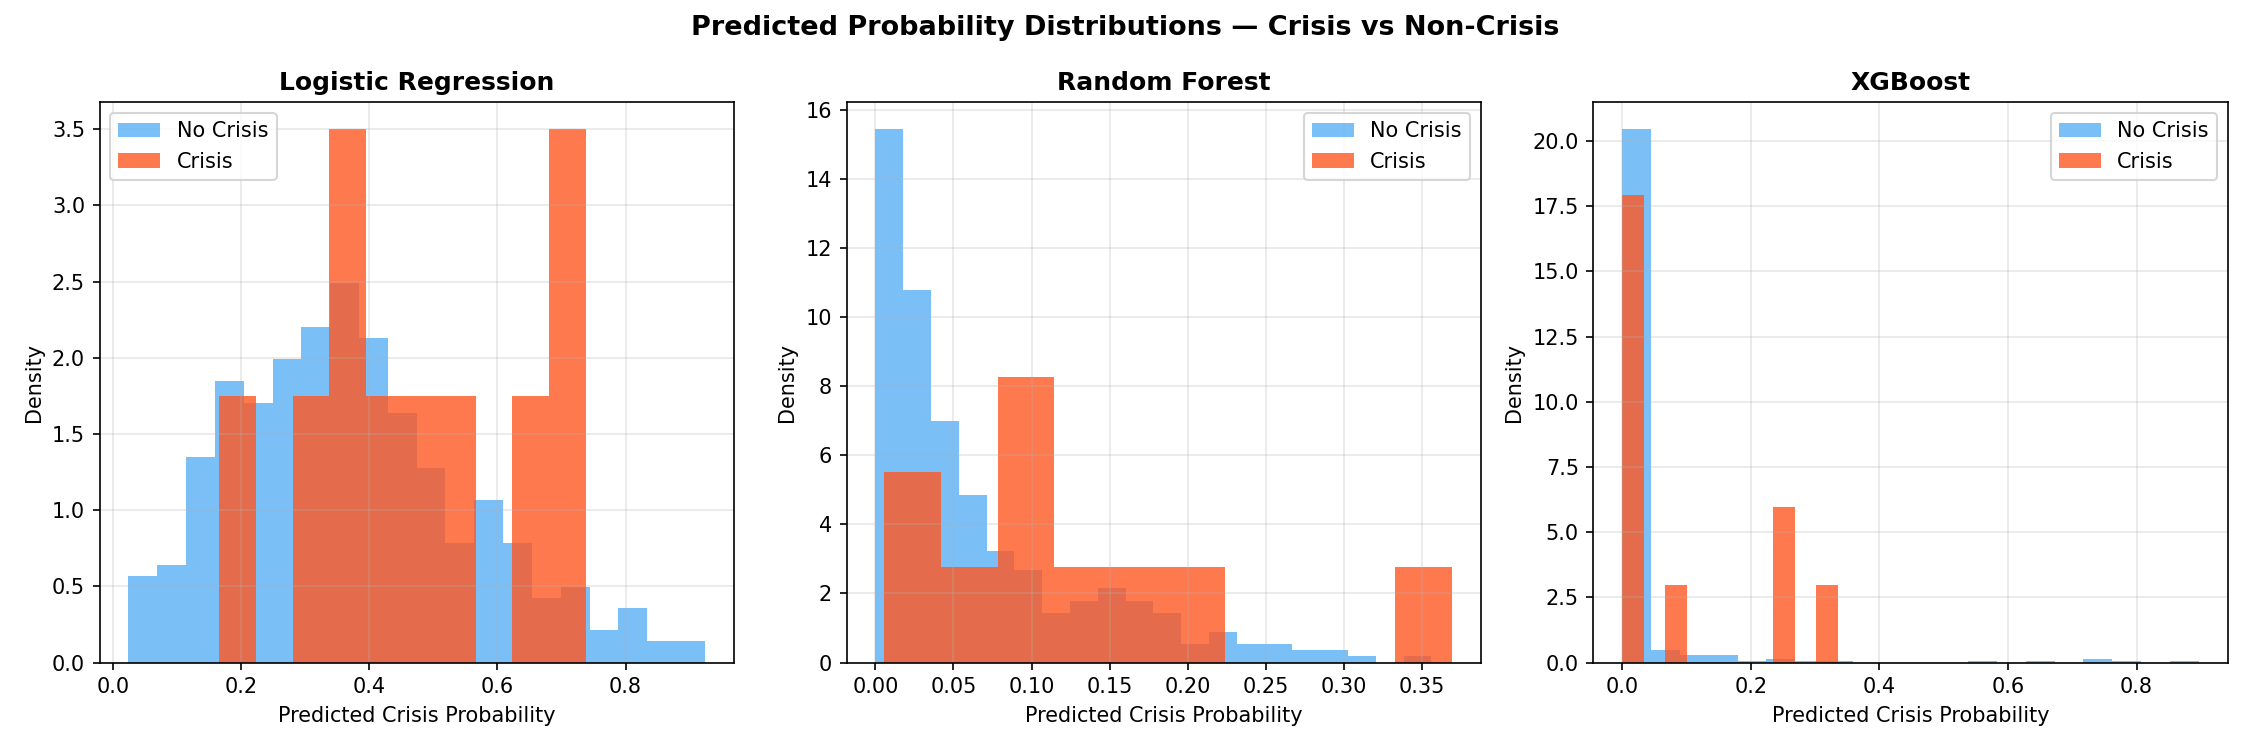 Predicted Probability Distributions — Crisis vs Non-Crisis
Logistic Regression
No Crisis
Crisis
3.5
3.0
2.5
2.0
1.5
1.0
0.5
0.0
Density
0.0 0.2 0.4 0.6 0.8
Predicted Crisis Probability
Random Forest
No Crisis
Crisis
16
14
12
10
8
6
4
2
0
Density
0.00 0.05 0.10 0.15 0.20 0.25 0.30 0.35
Predicted Crisis Probability
XGBoost
No Crisis
Crisis
20.0
17.5
15.0
12.5
10.0
7.5
5.0
2.5
0.0
Density
0.0 0.2 0.4 0.6 0.8
Predicted Crisis Probability